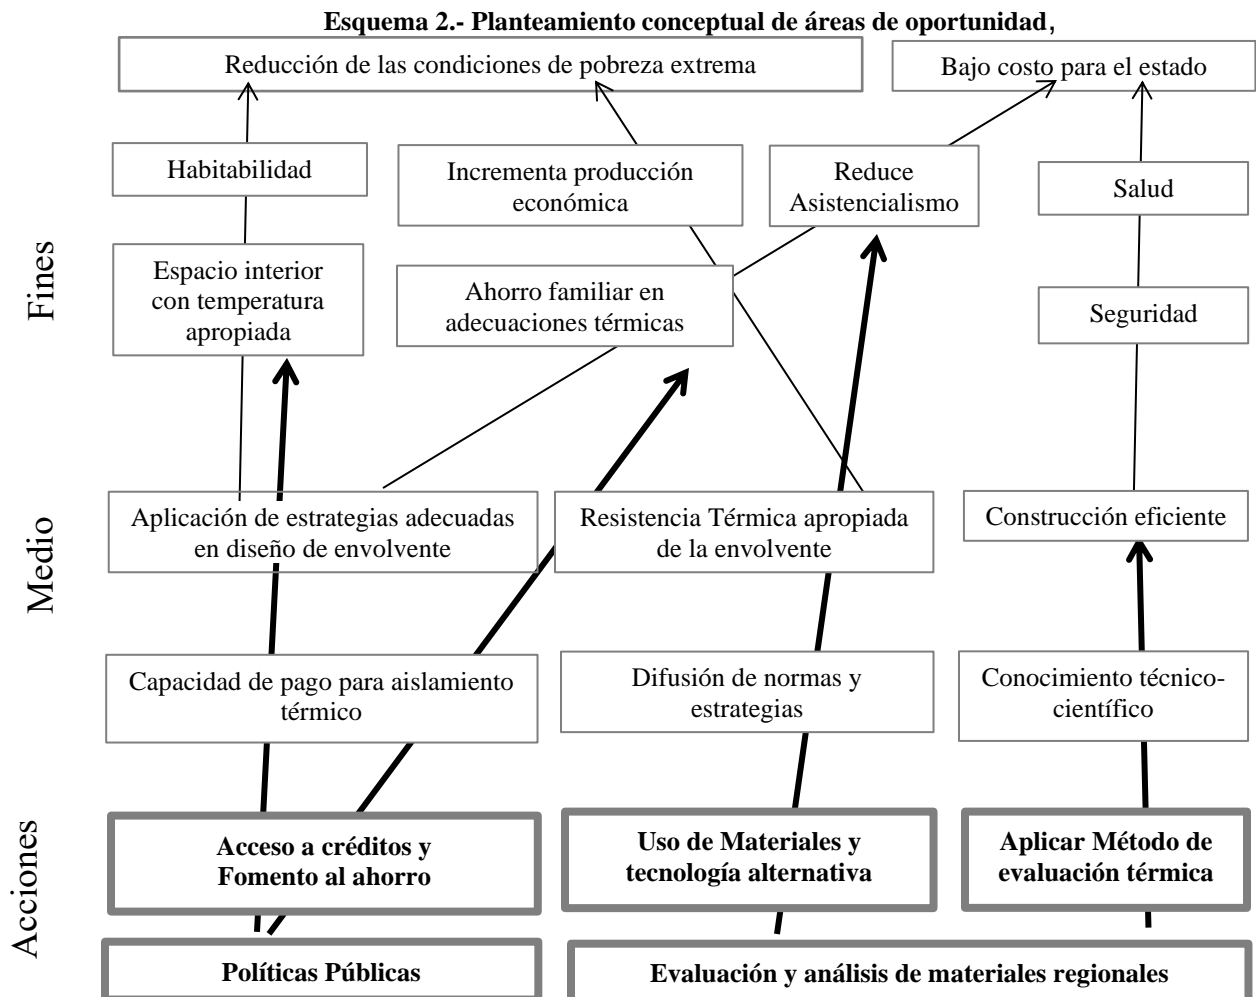 Esquema 2.- Planteamiento conceptual de áreas de oportunidad,
Reducción de las condiciones de pobreza extrema
Bajo costo para el estado
Fines
Habitabilidad
Incrementa producción
económica
Reduce
Asistencialismo
Salud
Espacio interior
con temperatura
apropiada
Ahorro familiar en
adecuaciones térmicas
Seguridad
Medio
Aplicación de estrategias adecuadas
en diseño de envolvente
Resistencia Térmica apropiada
de la envolvente
Construcción eficiente
Capacidad de pago para aislamiento
térmico
Difusión de normas y
estrategias
Conocimiento técnico-
científico
Acciones
Acceso a créditos y
Fomento al ahorro
Uso de Materiales y
tecnología alternativa
Aplicar Método de
evaluación térmica
Políticas Públicas
Evaluación y análisis de materiales regionales